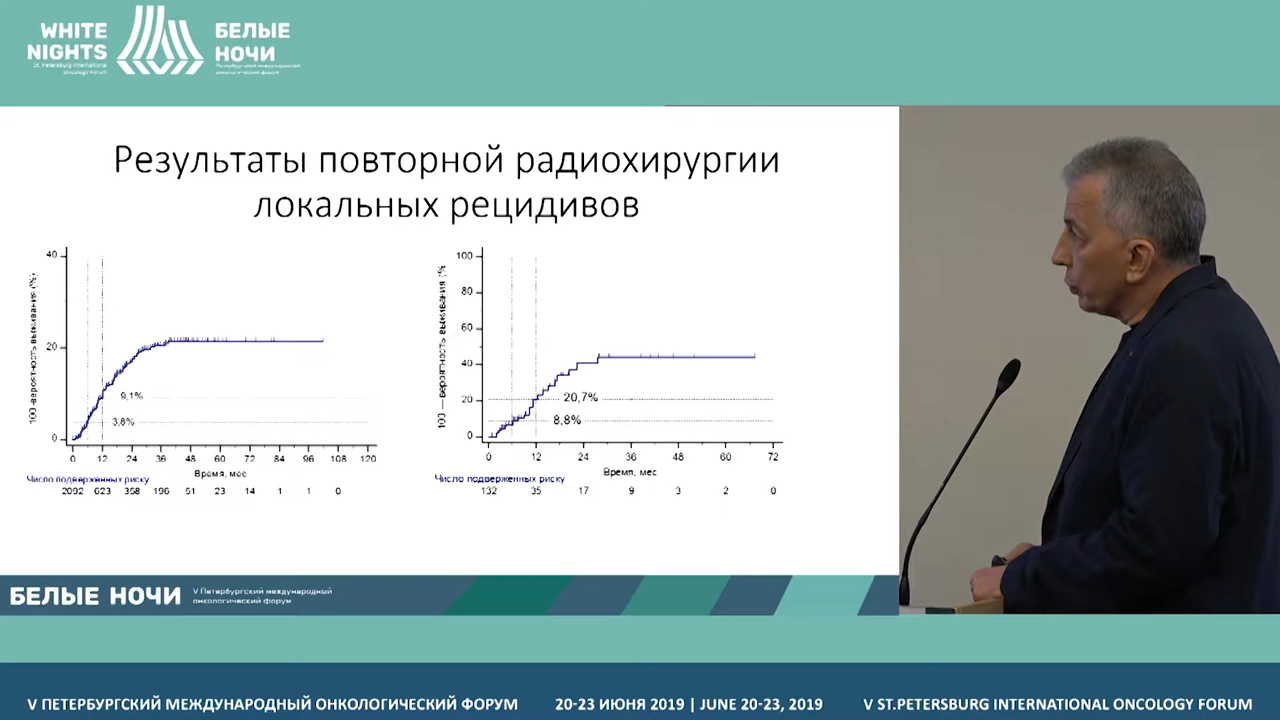 WHITE
NIGHTS
St. Petersburg International
Oncology Forum
БЕЛЫЕ
НОЧИ
Петербургский международный
онкологический форум
Результаты повторной радиохирургии
локальных рецидивов
100 -вероятность выживания (%)
40
20
0
9,1%
3,8%
0 12 24 36 48 60 72 84 96 108 120
Время, мес
Число подверженных риску
2092 623 358 196 51 23 14 1 1 0
100 — вероятность выживания (%
100
80
60
40
20
0
20,7%
8,8%
0 12 24 36 48 60 72
Время, мес
Число подверженных риску
132 35 17 9 3 2 0
БЕЛЫЕ НОЧИ
V Петербургский международный
онкологический форум
V ПЕТЕРБУРГСКИЙ МЕЖДУНАРОДНЫЙ ОНКОЛОГИЧЕСКИЙ ФОРУМ 20-23 ИЮНЯ 2019 | JUNE 20-23, 2019 V ST.PETERSBURG INTERNATIONAL ONCOLOGY FORUM